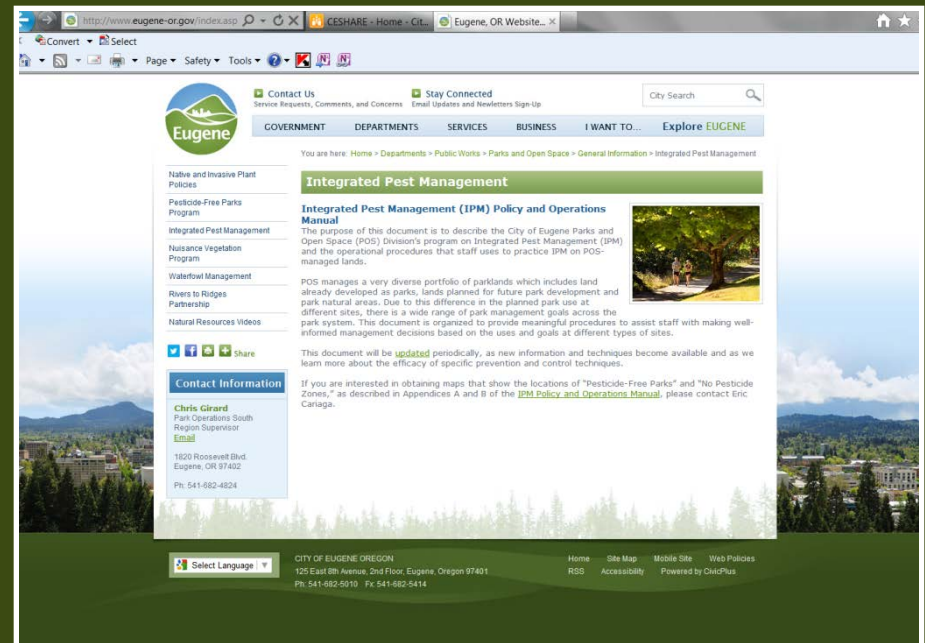 http://www.eugene-or.gov/index.asp
CESHARE - Home - Cit...
Eugene, OR Website...
Convert Select
Page Safety Tools
Contact Us
Service Requests, Comments, and Concerns
Stay Connected
Email Updates and Newsletters Sign-Up
City Search
Eugene
GOVERNMENT DEPARTMENTS SERVICES BUSINESS I WANT TO... Explore EUGENE
You are here: Home > Departments > Public Works > Parks and Open Space > General Information > Integrated Pest Management
Native and Invasive Plant
Policies
Pesticide-Free Parks
Program
Integrated Pest Management
Nuisance Vegetation
Program
Waterfowl Management
Rivers to Ridges
Partnership
Natural Resources Videos
Share
Contact Information
Chris Girard
Park Operations South
Region Supervisor
Email
1820 Roosevelt Blvd.
Eugene, OR 97402
Ph: 541-682-4824
Integrated Pest Management
Integrated Pest Management (IPM) Policy and Operations
Manual
The purpose of this document is to describe the City of Eugene Parks and
Open Space (POS) Division's program on Integrated Pest Management (IPM)
and the operational procedures that staff uses to practice IPM on POS-
managed lands.
POS manages a very diverse portfolio of parklands which includes land
already developed as parks, lands planned for future park development and
park natural areas. Due to this difference in the planned park use at
different sites, there is a wide range of park management goals across the
park system. This document is organized to provide meaningful procedures to assist staff with making well-
informed management decisions based on the uses and goals at different types of sites.
This document will be updated periodically, as new information and techniques become available and as we
learn more about the efficacy of specific prevention and control techniques.
If you are interested in obtaining maps that show the locations of "Pesticide-Free Parks" and "No Pesticide
Zones," as described in Appendices A and B of the IPM Policy and Operations Manual, please contact Eric
Cariaga.
Select Language
CITY OF EUGENE OREGON
125 East 8th Avenue, 2nd Floor, Eugene, Oregon 97401
Ph: 541-682-5010 Fx: 541-682-5414
Home Site Map Mobile Site Web Policies
RSS Accessibility Powered by CivicPlus